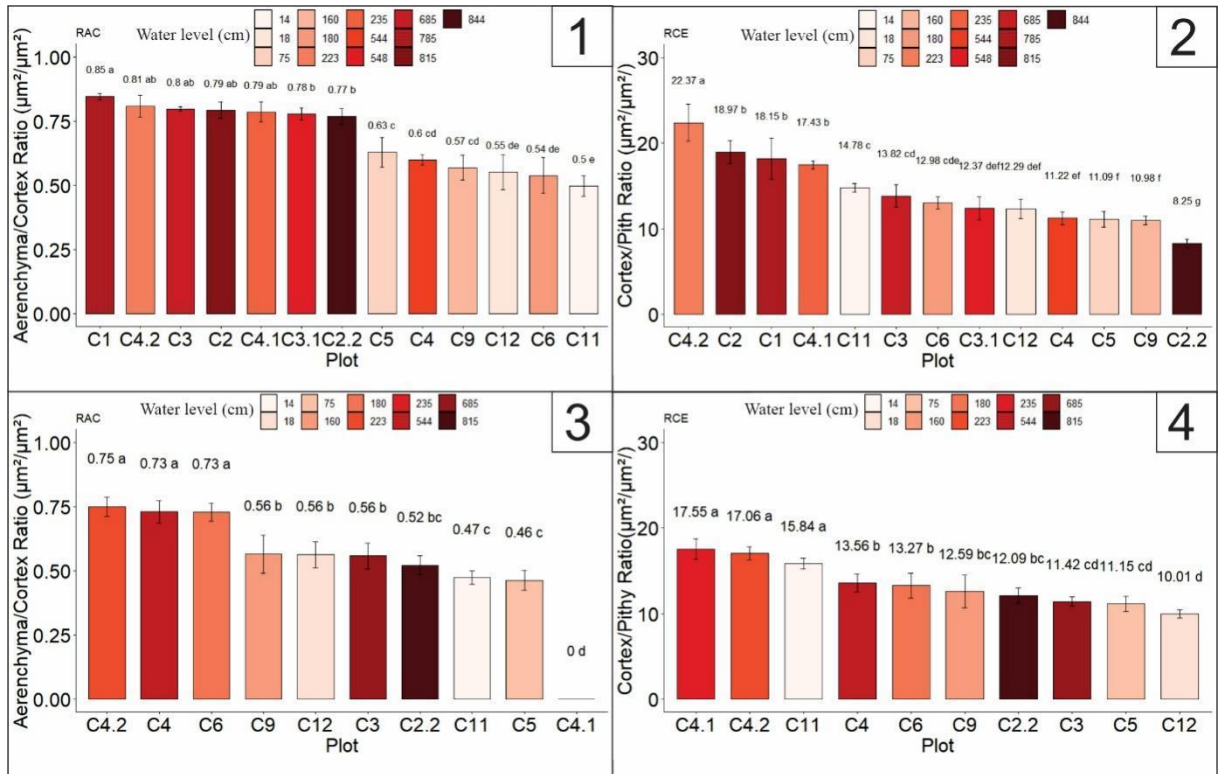 1
RAC
Water level (cm)
14 160 235 685 844
18 180 544 785
75 223 548 815
Aerenchyma/Cortex Ratio (µm²/µm²)
1.00
0.75
0.50
0.25
0.00
0.85 a
0.81 ab
0.8 ab
0.79 ab
0.79 ab
0.78 b
0.77 b
0.63 c
0.6 cd
0.57 cd
0.55 de
0.54 de
0.5 e
C1 C4.2 C3 C2 C4.1 C3.1 C2.2 C5 C4 C9 C12 C6 C11
Plot
2
RCE
Water level (cm)
14 160 235 685 844
18 180 544 785
75 223 548 815
Cortex/Pith Ratio (µm²/µm²/)
30
20
10
0
22.37 a
18.97 b
18.15 b
17.43 b
14.78 c
13.82 cd
12.98 cde
12.37 def
12.29 def
11.22 ef
11.09 f
10.98 f
8.25 g
C4.2 C2 C1 C4.1 C11 C3 C6 C3.1 C12 C4 C5 C9 C2.2
Plot
3
RAC
Water level (cm)
14 75 180 235 685
18 160 223 544 815
Aerenchyma/Cortex Ratio (µm²/µm²)
1.00
0.75
0.50
0.25
0.00
0.75 a
0.73 a
0.73 a
0.56 b
0.56 b
0.56 b
0.52 bc
0.47 c
0.46 c
0 d
C4.2 C4 C6 C9 C12 C3 C2.2 C11 C5 C4.1
Plot
4
RCE
Water level (cm)
14 75 180 235 685
18 160 223 544 815
Cortex/Pithy Ratio(µm²/µm²/)
30
20
10
0
17.55 a
17.06 a
15.84 a
13.56 b
13.27 b
12.59 bc
12.09 bc
11.42 cd
11.15 cd
10.01 d
C4.1 C4.2 C11 C4 C6 C9 C2.2 C3 C5 C12
Plot